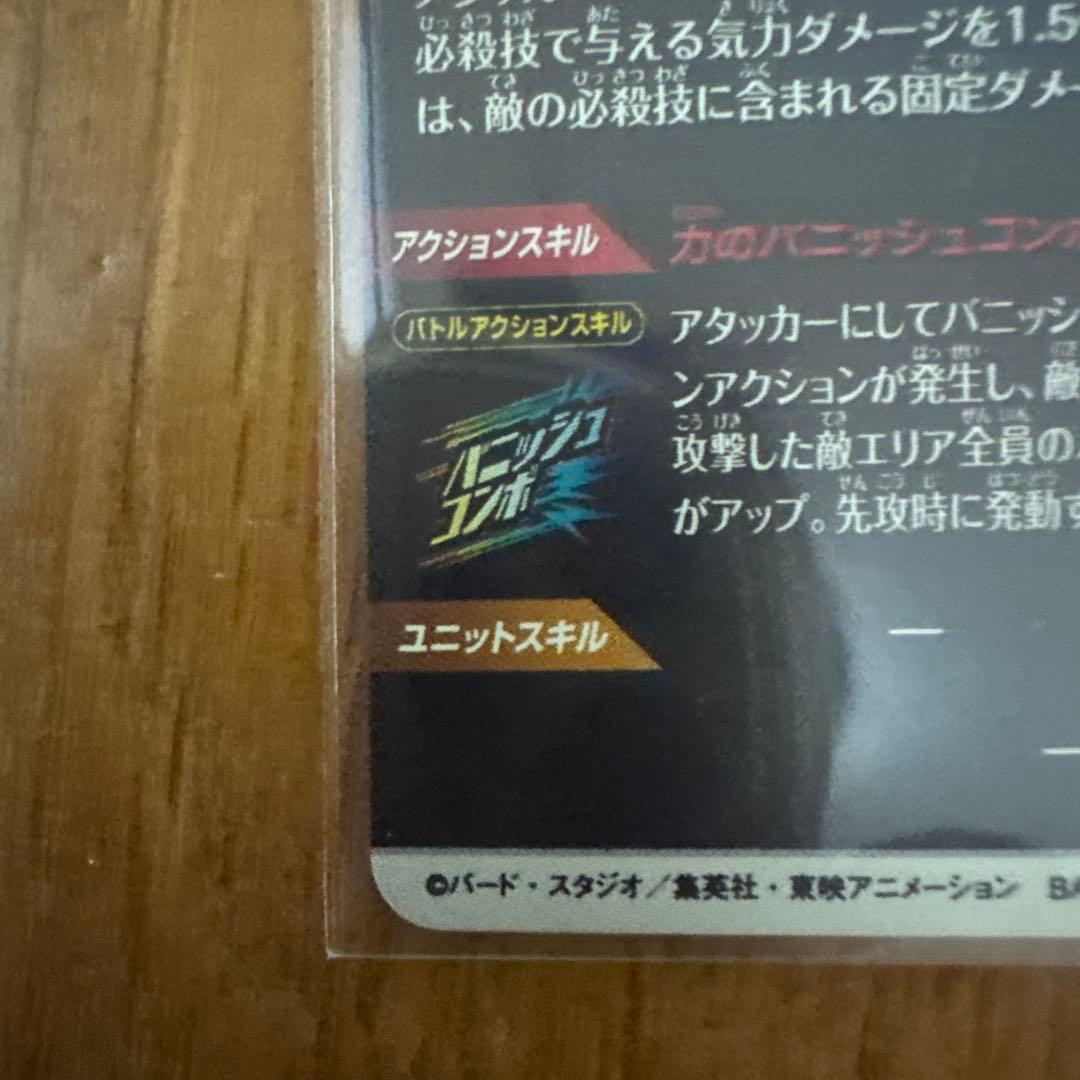 必殺技で与える気力ダメージを1.5
は、敵の必殺技に含まれる固定ダメー
アクションスキル
力のバニッシュコンボ
バトルアクションスキル
アタッカーにしてバニッシ
ンアクションが発生し、敵
攻撃した敵エリア全員の
がアップ。先攻時に発動す
バニッシュ
コンボ
ユニットスキル
—
—
©バード・スタジオ/集英社・東映アニメーション BA